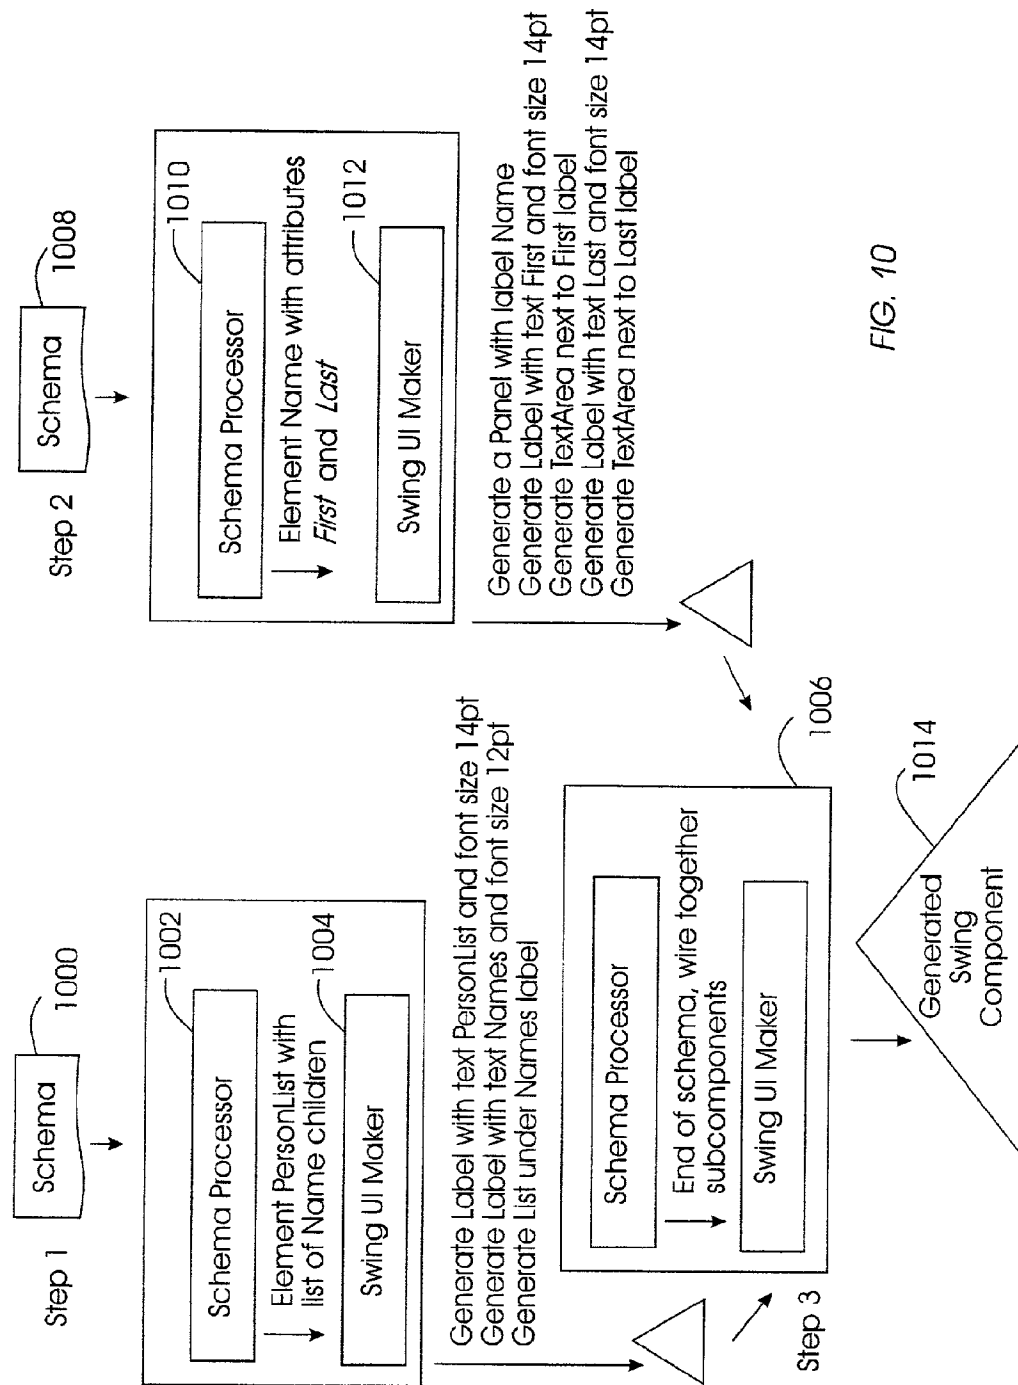 Step 1
Schema
1000
Schema Processor
1002
Element PersonList with
list of Name children
Swing UI Maker
1004
Generate Label with text PersonList and font size 14pt
Generate Label with text Names and font size 12pt
Generate List under Names label
Step 2
Schema
1008
Schema Processor
1010
Element Name with attributes
First and Last
Swing UI Maker
1012
Generate a Panel with label Name
Generate Label with text First and font size 14pt
Generate TextArea next to First label
Generate Label with text Last and font size 14pt
Generate TextArea next to Last label
Step 3
Schema Processor
End of schema, wire together
subcomponents
Swing UI Maker
1006
Generated
Swing
Component
1014
FIG. 10